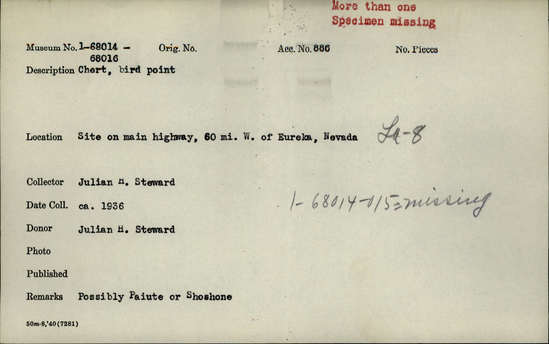 More than one
Specimen missing
Museum No. 1-68014 - 68016 Orig. No. Acc. No. 886 No. Pieces
Description Chert, bird point
Location Site on main highway, 60 mi. W. of Eureka, Nevada La-8
Collector Julian H. Steward
Date Coll. ca. 1936 1-68014-015=missing
Donor Julian H. Steward
Photo
Published
Remarks Possibly Paiute or Shoshone
50m-8,'40(7281)